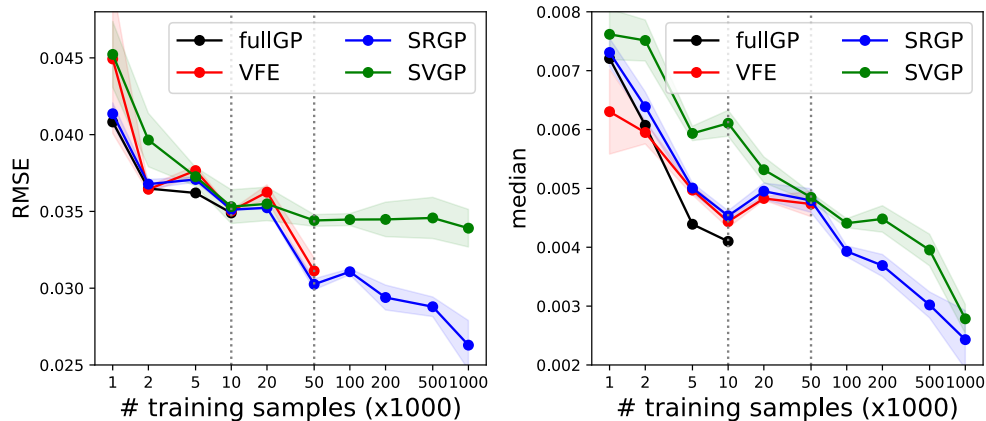 fullGP
VFE
SRGP
SVGP
RMSE
0.045
0.040
0.035
0.030
0.025
1 2 5 10 20 50 100 200 5001000
# training samples (x1000)
fullGP
VFE
SRGP
SVGP
median
0.008
0.007
0.006
0.005
0.004
0.003
0.002
1 2 5 10 20 50 100 200 5001000
# training samples (x1000)